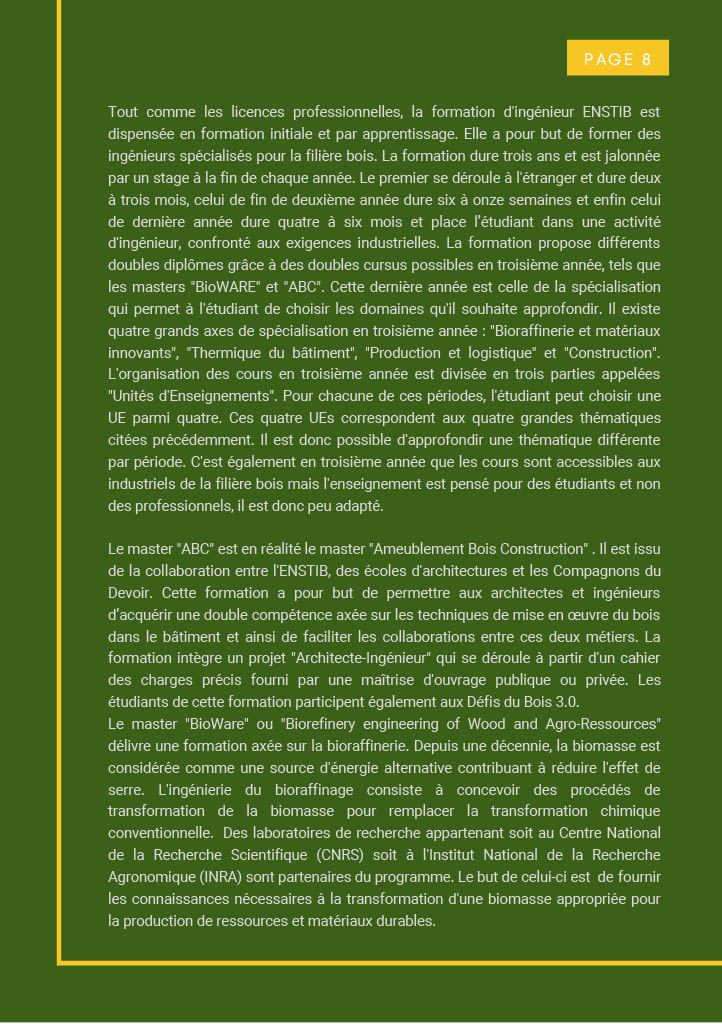 PAGE 8
Tout comme les licences professionnelles, la formation d'ingénieur ENSTIB est
dispensée en formation initiale et par apprentissage. Elle a pour but de former des
ingénieurs spécialisés pour la filière bois. La formation dure trois ans et est jalonnée
par un stage à la fin de chaque année. Le premier se déroule à l'étranger et dure deux
à trois mois, celui de fin de deuxième année dure six à onze semaines et enfin celui
de dernière année dure quatre à six mois et place l’étudiant dans une activité
d'ingénieur, confronté aux exigences industrielles. La formation propose différents
doubles diplômes grâce à des doubles cursus possibles en troisième année, tels que
les masters "BioWARE" et "ABC". Cette dernière année est celle de la spécialisation
qui permet à l'étudiant de choisir les domaines qu'il souhaite approfondir. Il existe
quatre grands axes de spécialisation en troisième année : "Bioraffinerie et matériaux
innovants", "Thermique du bâtiment", "Production et logistique" et "Construction".
L'organisation des cours en troisième année est divisée en trois parties appelées
"Unités d'Enseignements". Pour chacune de ces périodes, l'étudiant peut choisir une
UE parmi quatre. Ces quatre UEs correspondent aux quatre grandes thématiques
citées précédemment. Il est donc possible d'approfondir une thématique différente
par période. C'est également en troisième année que les cours sont accessibles aux
industriels de la filière bois mais l'enseignement est pensé pour des étudiants et non
des professionnels, il est donc peu adapté.
Le master "ABC" est en réalité le master "Ameublement Bois Construction" . Il est issu
de la collaboration entre l'ENSTIB, des écoles d'architectures et les Compagnons du
Devoir. Cette formation a pour but de permettre aux architectes et ingénieurs
d’acquérir une double compétence axée sur les techniques de mise en œuvre du bois
dans le bâtiment et ainsi de faciliter les collaborations entre ces deux métiers. La
formation intègre un projet "Architecte-Ingénieur" qui se déroule à partir d'un cahier
des charges précis fourni par une maîtrise d'ouvrage publique ou privée. Les
étudiants de cette formation participent également aux Défis du Bois 3.0.
Le master "BioWare" ou "Biorefinery engineering of Wood and Agro-Ressources"
délivre une formation axée sur la bioraffinerie. Depuis une décennie, la biomasse est
considérée comme une source d'énergie alternative contribuant à réduire l'effet de
serre. L'ingénierie du bioraffinage consiste à concevoir des procédés de
transformation de la biomasse pour remplacer la transformation chimique
conventionnelle. Des laboratoires de recherche appartenant soit au Centre National
de la Recherche Scientifique (CNRS) soit à l'Institut National de la Recherche
Agronomique (INRA) sont partenaires du programme. Le but de celui-ci est de fournir
les connaissances nécessaires à la transformation d'une biomasse appropriée pour
la production de ressources et matériaux durables.